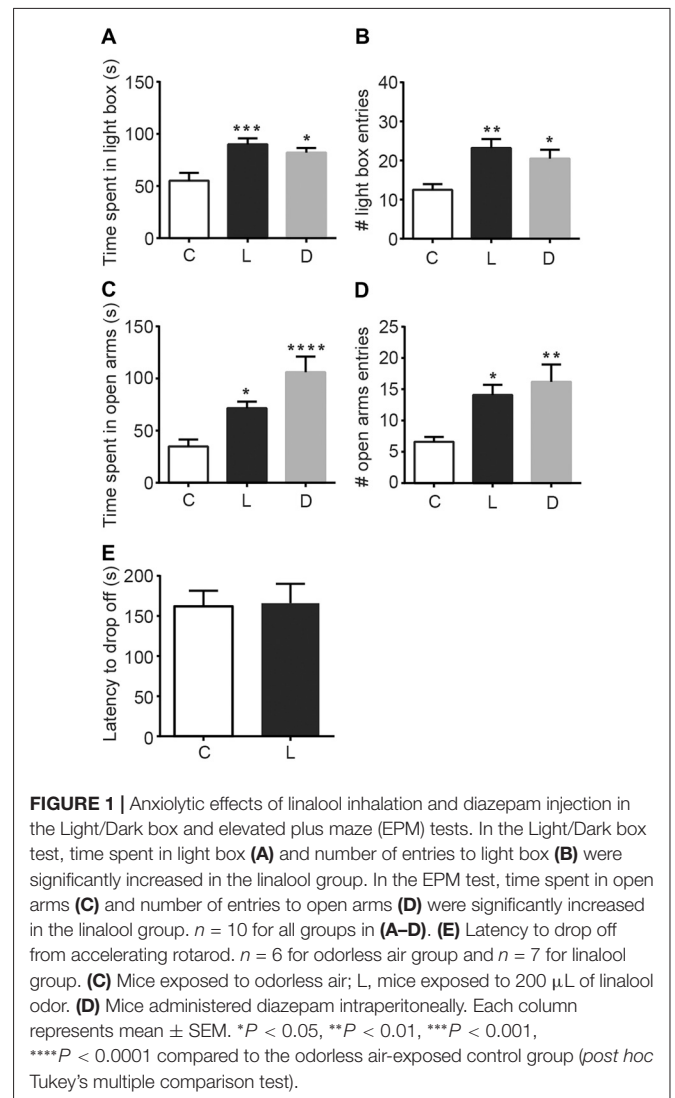 A
Time spent in light box (s)
150
100
50
0
***
*
C L D
B
# light box entries
40
30
20
10
0
**
*
C L D
C
Time spent in open arms (s)
150
100
50
0
*
****
C L D
D
# open arms entries
25
20
15
10
5
0
*
**
C L D
E
Latency to drop off (s)
200
150
100
50
0
C L
FIGURE 1 | Anxiolytic effects of linalool inhalation and diazepam injection in
the Light/Dark box and elevated plus maze (EPM) tests. In the Light/Dark box
test, time spent in light box (A) and number of entries to light box (B) were
significantly increased in the linalool group. In the EPM test, time spent in open
arms (C) and number of entries to open arms (D) were significantly increased
in the linalool group. n = 10 for all groups in (A–D). (E) Latency to drop off
from accelerating rotarod. n = 6 for odorless air group and n = 7 for linalool
group. (C) Mice exposed to odorless air; L, mice exposed to 200 μL of linalool
odor. (D) Mice administered diazepam intraperitoneally. Each column
represents mean ± SEM. *P < 0.05, **P < 0.01, ***P < 0.001,
****P < 0.0001 compared to the odorless air-exposed control group (post hoc
Tukey's multiple comparison test).